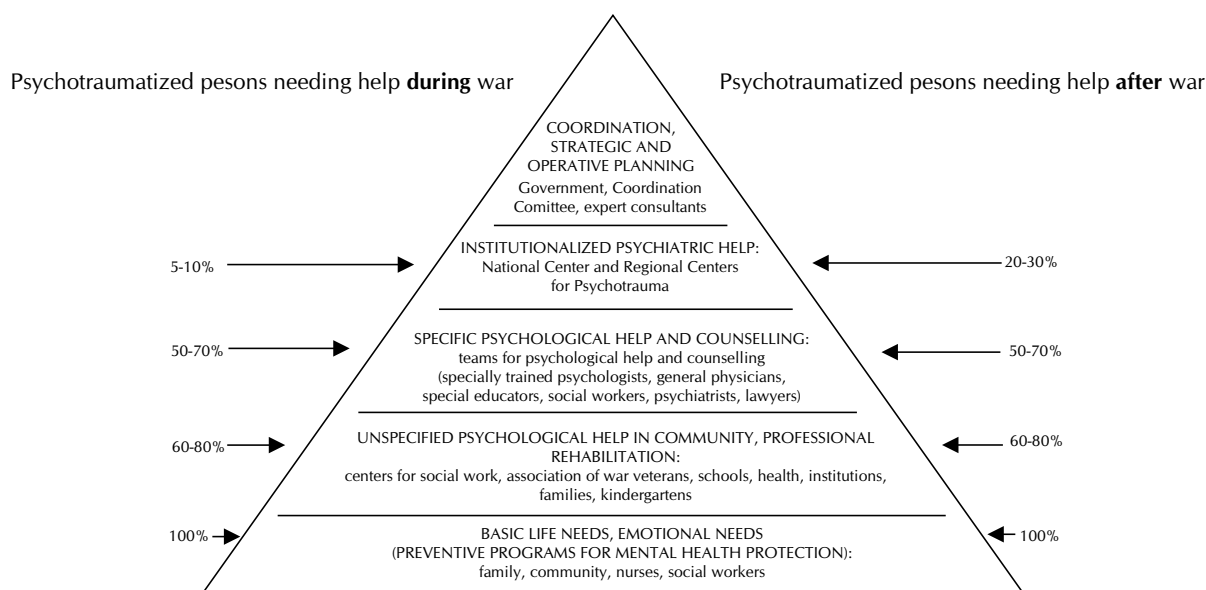 Psychotraumatized pesons needing help during war
Psychotraumatized pesons needing help after war
COORDINATION,
STRATEGIC AND
OPERATIVE PLANNING
Government, Coordination
Comittee, expert consultants
5-10%
INSTITUTIONALIZED PSYCHIATRIC HELP:
National Center and Regional Centers
for Psychotrauma
20-30%
50-70%
SPECIFIC PSYCHOLOGICAL HELP AND COUNSELLING:
teams for psychological help and counselling
(specially trained psychologists, general physicians,
special educators, social workers, psychiatrists, lawyers)
50-70%
60-80%
UNSPECIFIED PSYCHOLOGICAL HELP IN COMMUNITY, PROFESSIONAL
REHABILITATION:
centers for social work, association of war veterans, schools, health, institutions,
families, kindergartens
60-80%
100%
BASIC LIFE NEEDS, EMOTIONAL NEEDS
(PREVENTIVE PROGRAMS FOR MENTAL HEALTH PROTECTION):
family, community, nurses, social workers
100%